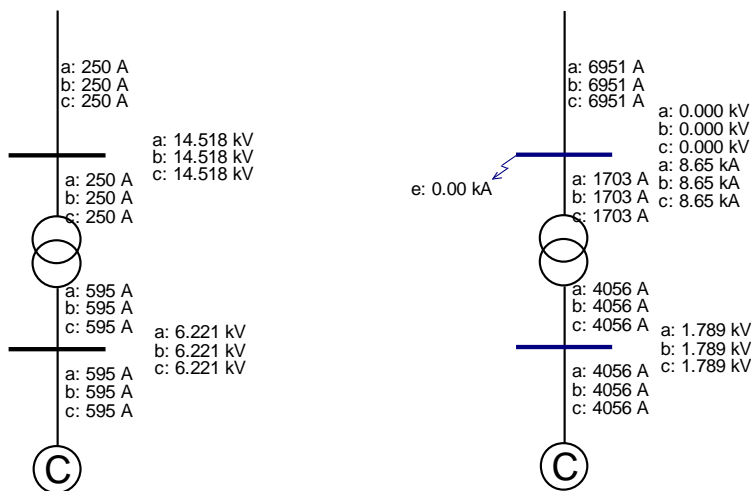 a: 250 A
b: 250 A
c: 250 A
a: 14.518 kV
b: 14.518 kV
c: 14.518 kV
a: 250 A
b: 250 A
c: 250 A
a: 595 A
b: 595 A
c: 595 A
a: 6.221 kV
b: 6.221 kV
c: 6.221 kV
a: 595 A
b: 595 A
c: 595 A
C
a: 6951 A
b: 6951 A
c: 6951 A
a: 0.000 kV
b: 0.000 kV
c: 0.000 kV
a: 8.65 kA
b: 8.65 kA
c: 8.65 kA
e: 0.00 kA
a: 1703 A
b: 1703 A
c: 1703 A
a: 4056 A
b: 4056 A
c: 4056 A
a: 1.789 kV
b: 1.789 kV
c: 1.789 kV
a: 4056 A
b: 4056 A
c: 4056 A
C